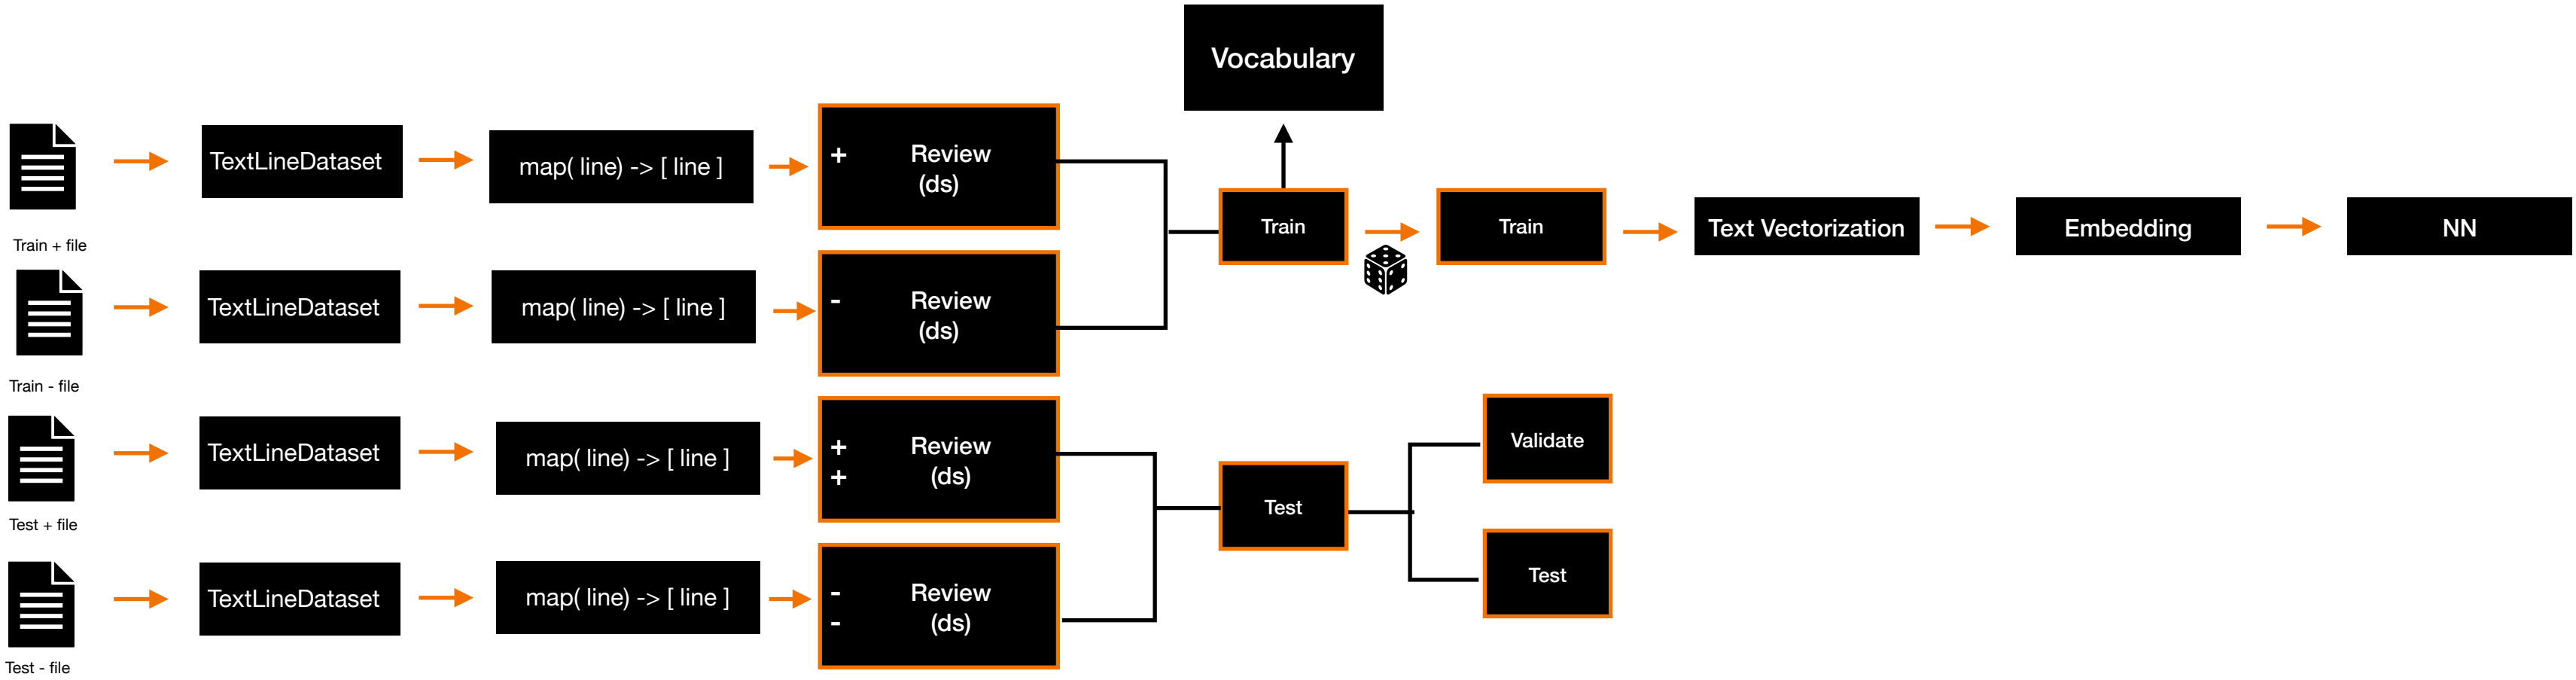 Vocabulary
Train + file
TextLineDataset
map( line) -> [ line ]
+ Review
(ds)
Train - file
TextLineDataset
map( line) -> [ line ]
- Review
(ds)
Train
Train
Text Vectorization
Embedding
NN
Test + file
TextLineDataset
map( line) -> [ line ]
+ Review
+ (ds)
Test - file
TextLineDataset
map( line) -> [ line ]
- Review
- (ds)
Test
Validate
Test